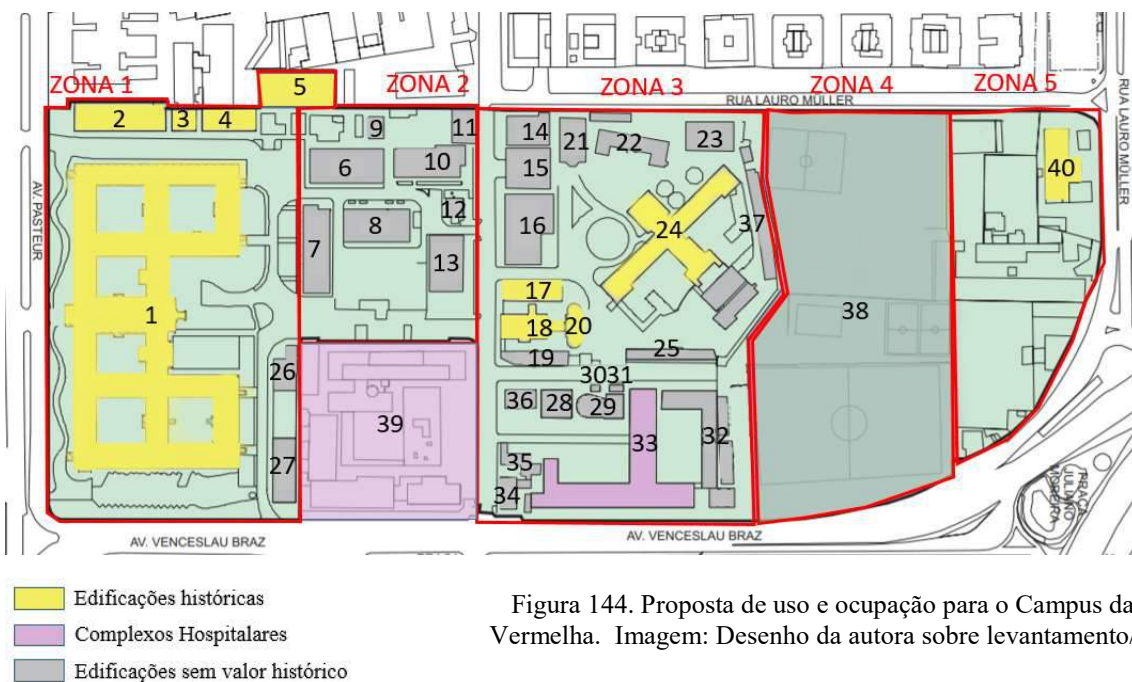 ZONA 1
5
ZONA 2
ZONA 3
ZONA 4
ZONA 5
RUA LAURO MÜLLER
RUA LAURO MÜLLER
AV. PASTEUR
2
3
4
9
11
14
21
22
23
40
6
10
15
12
7
8
13
16
24
37
1
17
18
20
38
19
25
26
39
30
31
36
28
29
33
32
27
35
34
PRAÇA
JULIANO
MOREIRA
AV. VENCESLAU BRAZ
AV. VENCESLAU BRAZ
Edificações históricas
Complexos Hospitalares
Edificações sem valor histórico
Figura 144. Proposta de uso e ocupação para o Campus da
Vermelha. Imagem: Desenho da autora sobre levantamento/